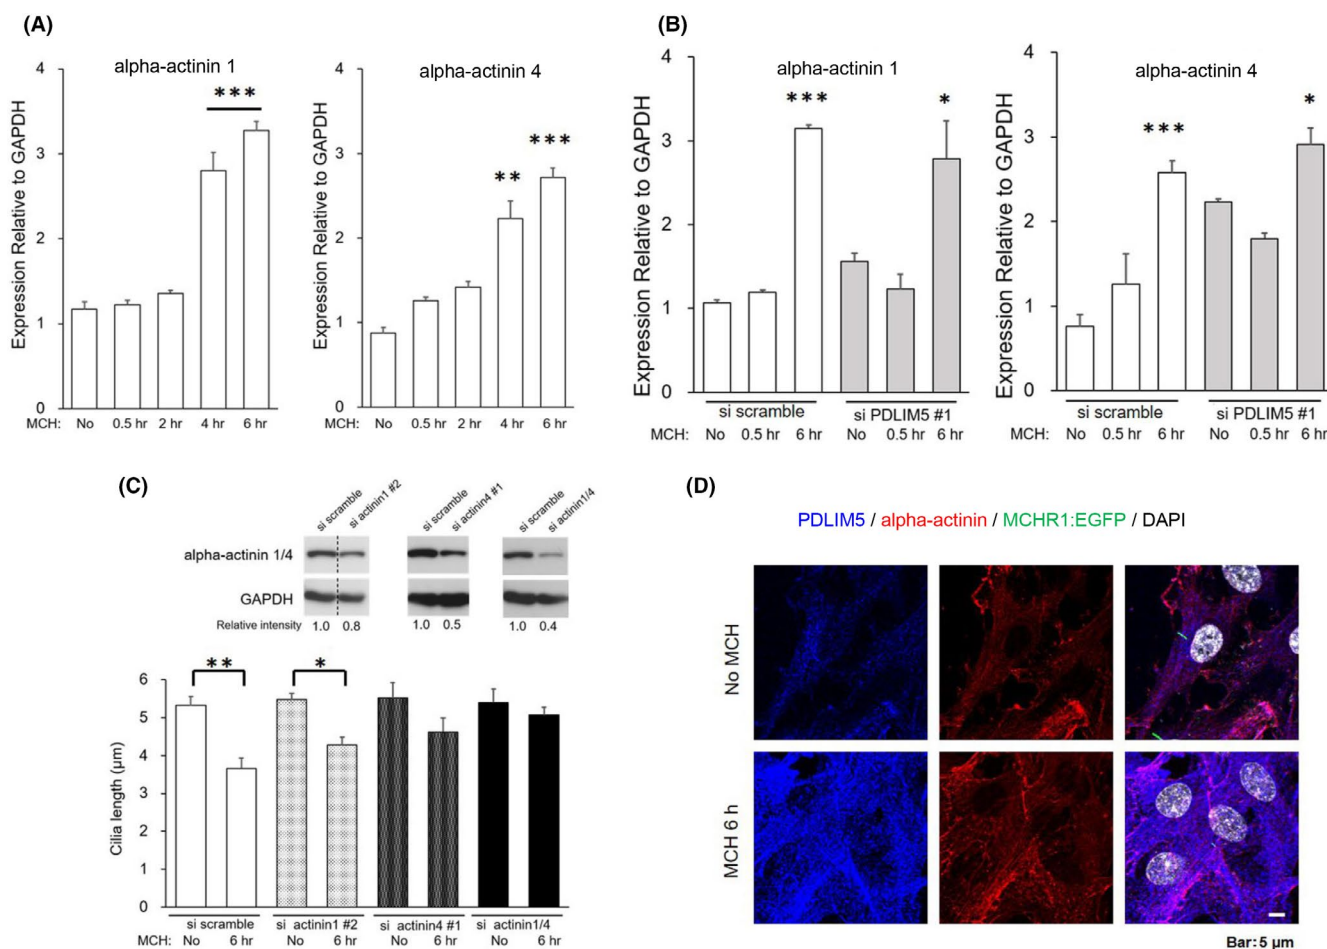 (A)
alpha-actinin 1
Expression Relative to GAPDH
4
3
2
1
0
***
MCH: No 0.5 hr 2 hr 4 hr 6 hr
alpha-actinin 4
Expression Relative to GAPDH
4
3
2
1
0
**
***
No 0.5 hr 2 hr 4 hr 6 hr
(B)
alpha-actinin 1
Expression Relative to GAPDH
4
3
2
1
0
***
*
si scramble si PDLIM5 #1
MCH: No 0.5 hr 6 hr No 0.5 hr 6 hr
alpha-actinin 4
Expression Relative to GAPDH
4
3
2
1
0
***
*
si scramble si PDLIM5 #1
MCH: No 0.5 hr 6 hr No 0.5 hr 6 hr
(C)
si scramble
si actinin1 #2
si scramble
si actinin4 #1
si scramble
si actinin1/4
alpha-actinin 1/4
GAPDH
Relative intensity 1.0 0.8 1.0 0.5 1.0 0.4
Cilia length (μm)
6
5
4
3
2
1
0
**
*
si scramble si actinin1 #2 si actinin4 #1 si actinin1/4
MCH: No 6 hr No 6 hr No 6 hr No 6 hr
(D)
PDLIM5 / alpha-actinin / MCHR1:EGFP / DAPI
No MCH
MCH 6 h
Bar: 5 μm